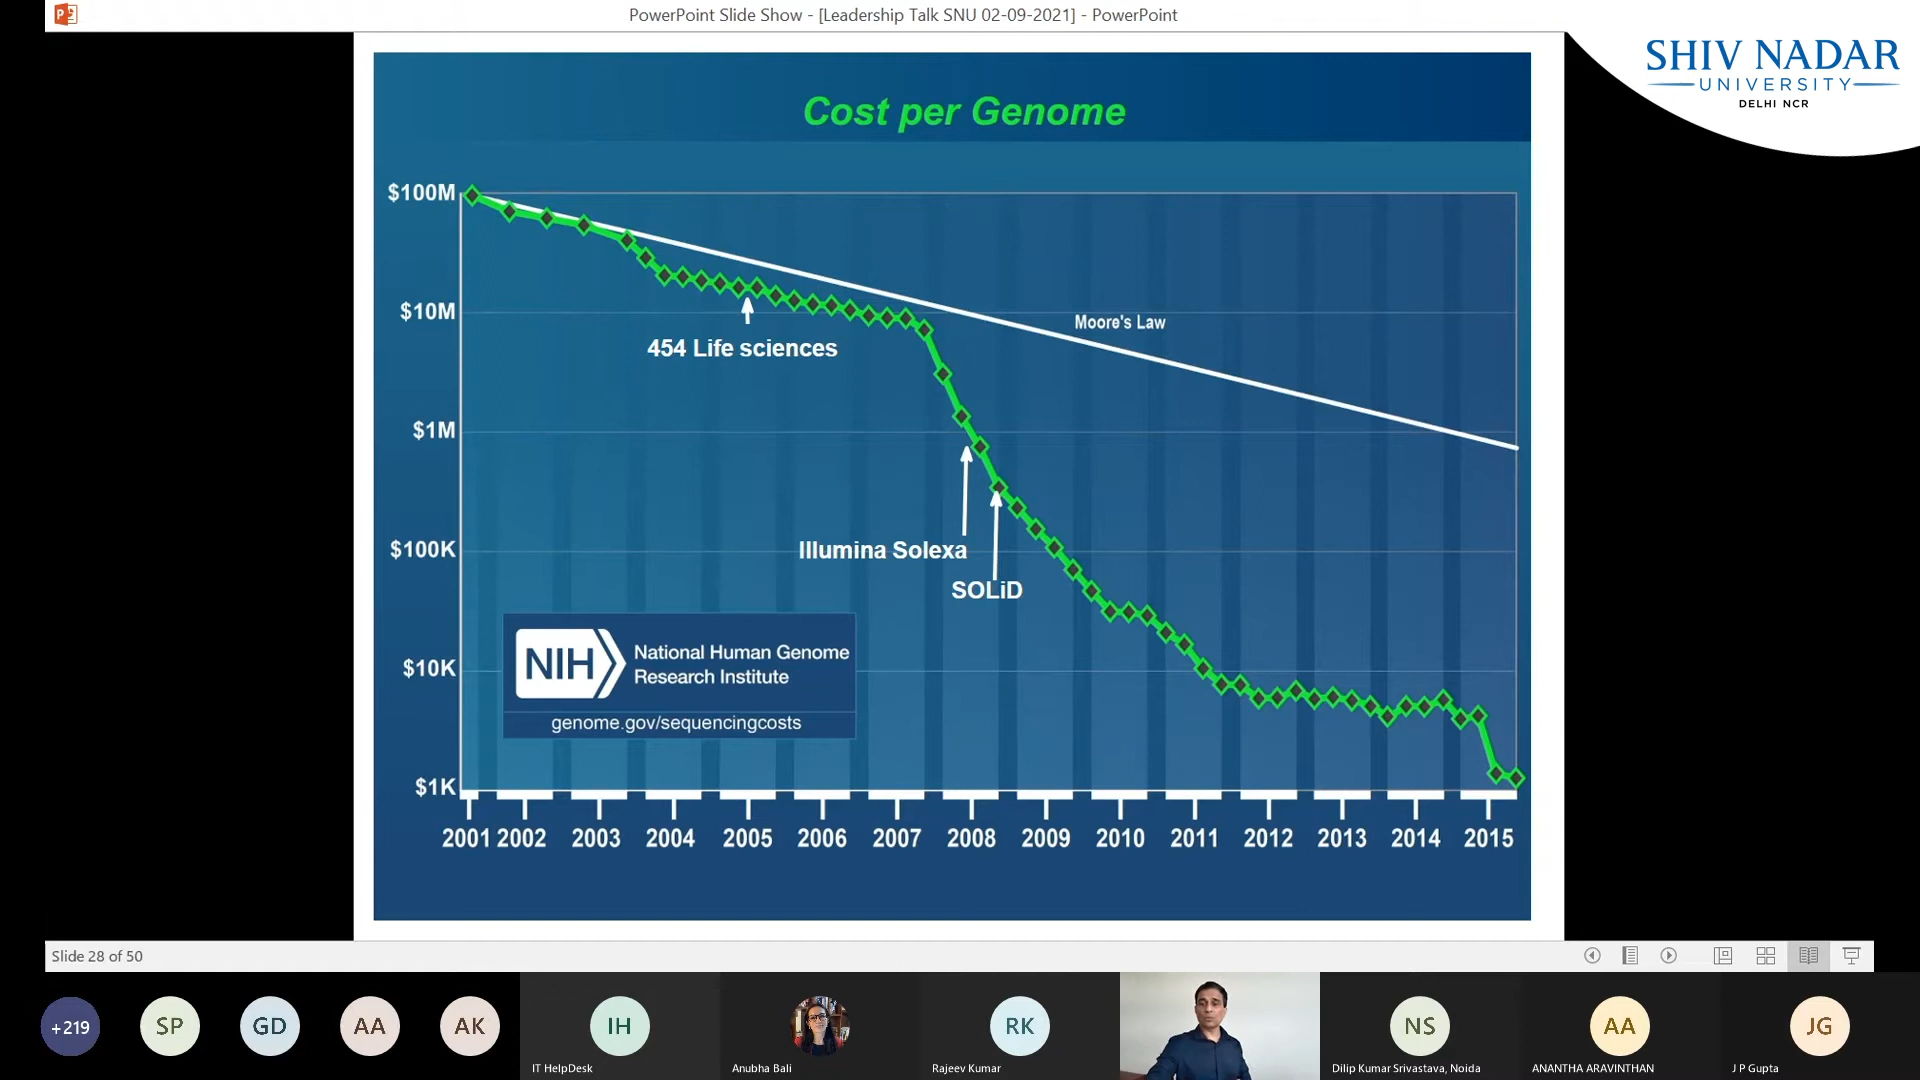 PowerPoint Slide Show - [Leadership Talk SNU 02-09-2021] - PowerPoint
SHIV NADAR
UNIVERSITY
DELHI NCR
Cost per Genome
$100M
$10M
$1M
$100K
$10K
$1K
Moore's Law
454 Life sciences
Illumina Solexa
SOLiD
NIH
National Human Genome
Research Institute
genome.gov/sequencingcosts
2001 2002 2003 2004 2005 2006 2007 2008 2009 2010 2011 2012 2013 2014 2015
Slide 28 of 50
+219
SP
GD
AA
AK
IH
IT HelpDesk
Anubha Bali
RK
Rajeev Kumar
NS
Dilip Kumar Srivastava, Noida
AA
ANANTHA ARAVINTHAN
JG
J P Gupta